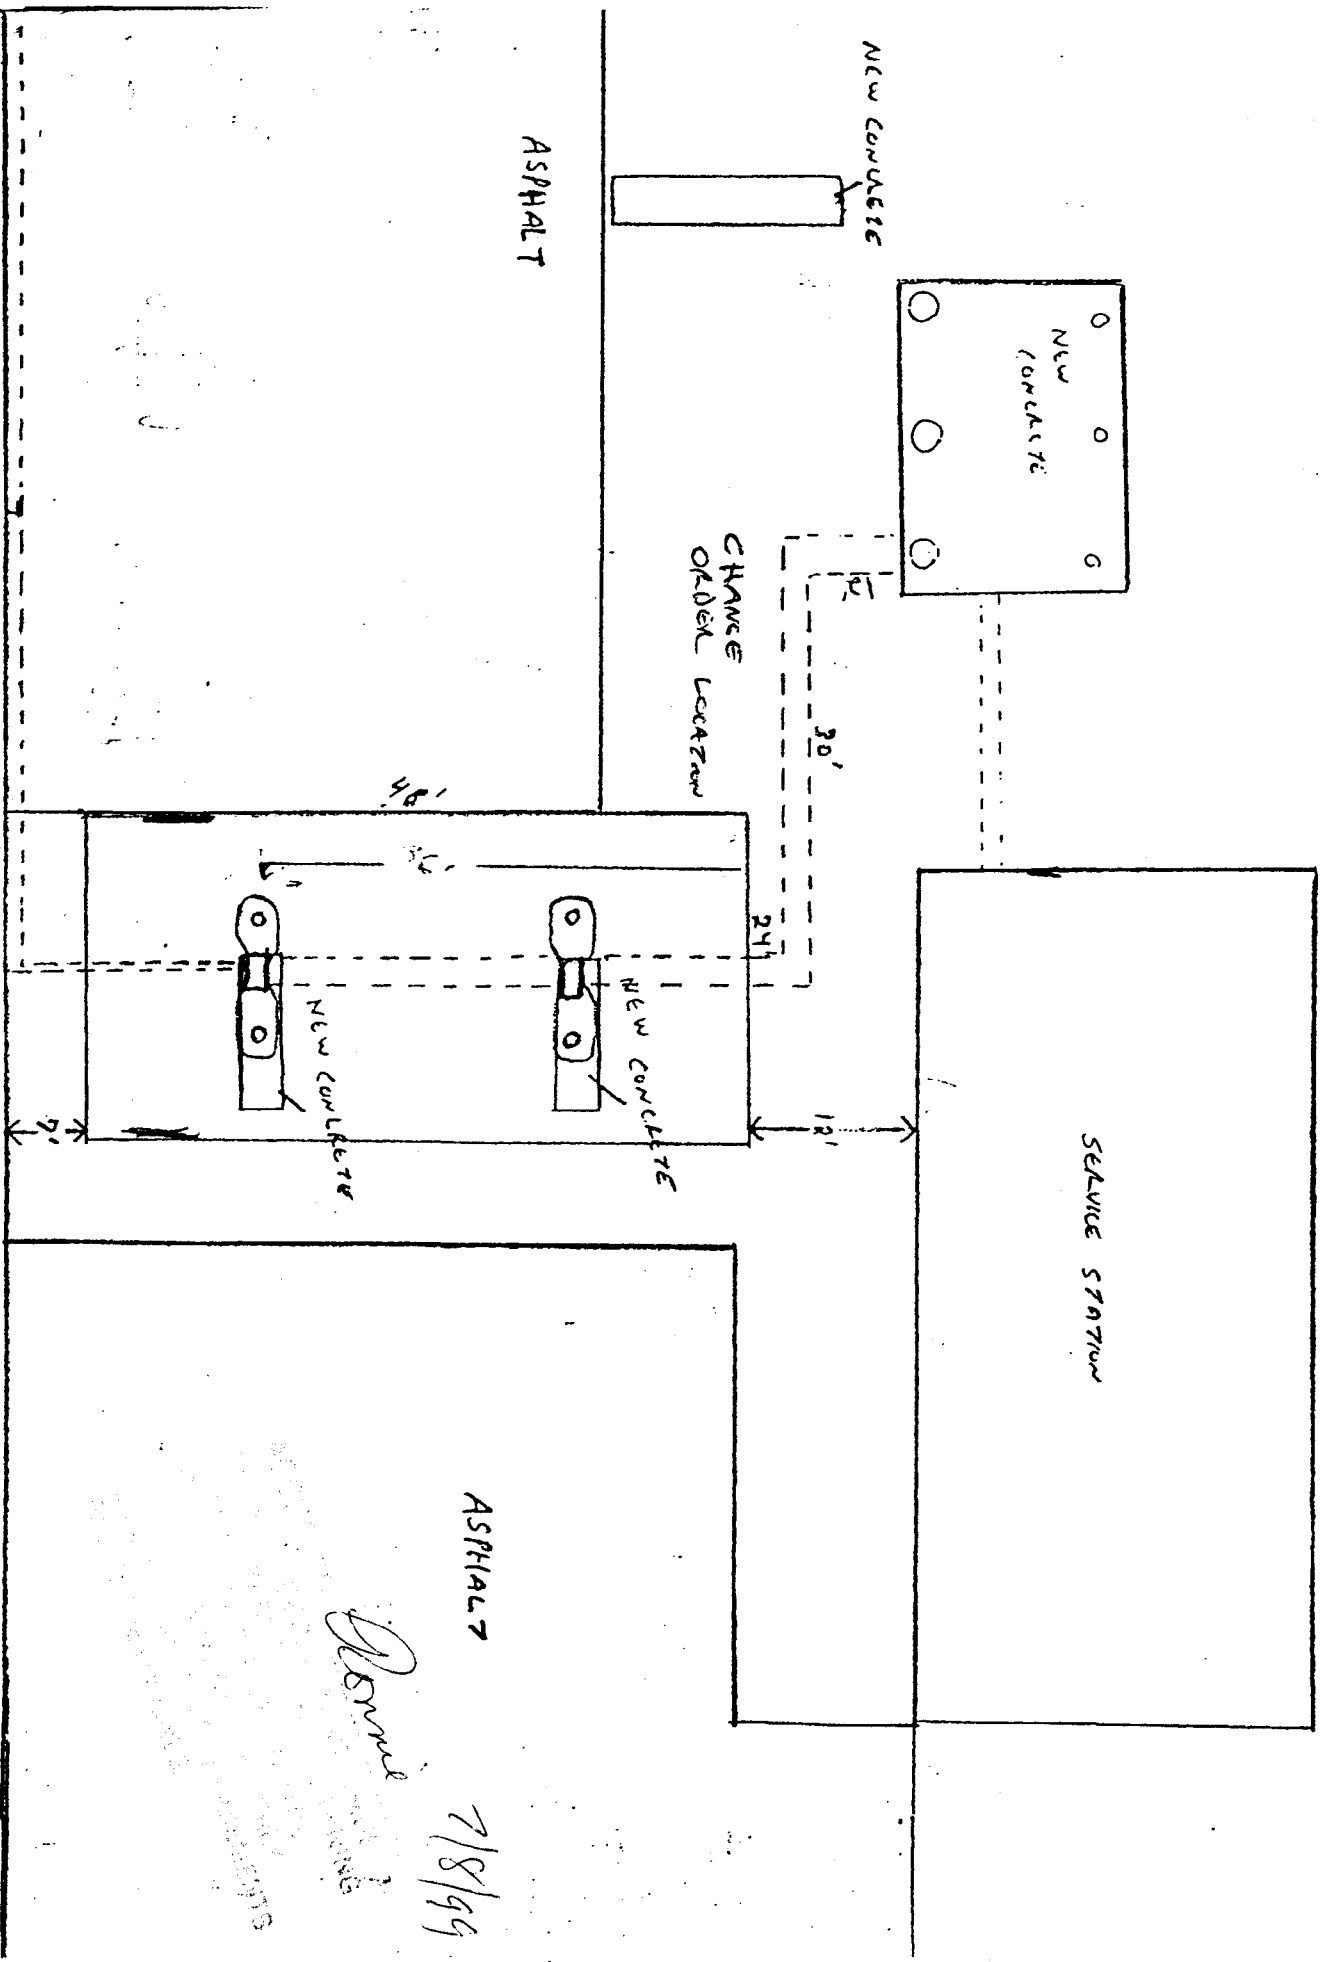 SERVICE STATION
NEW
CONCRETE
NEW CONCRETE
30'
12'
24"
CHANGE
ORDER LOCATION
NEW CONCRETE
ASPHALT
ASPHALT
48'
NEW CONCRETE
7'
Ronnie
7/8/99